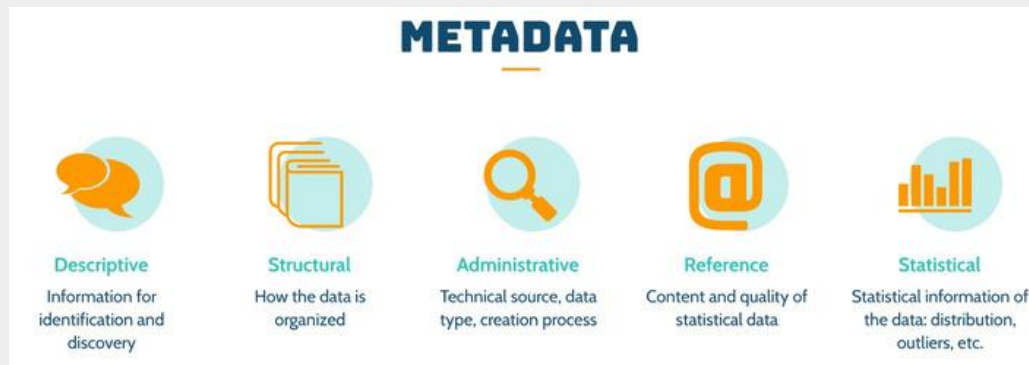 METADATA
Descriptive
Information for
identification and
discovery
Structural
How the data is
organized
Administrative
Technical source, data
type, creation process
Reference
Content and quality of
statistical data
Statistical
Statistical information of
the data: distribution,
outliers, etc.